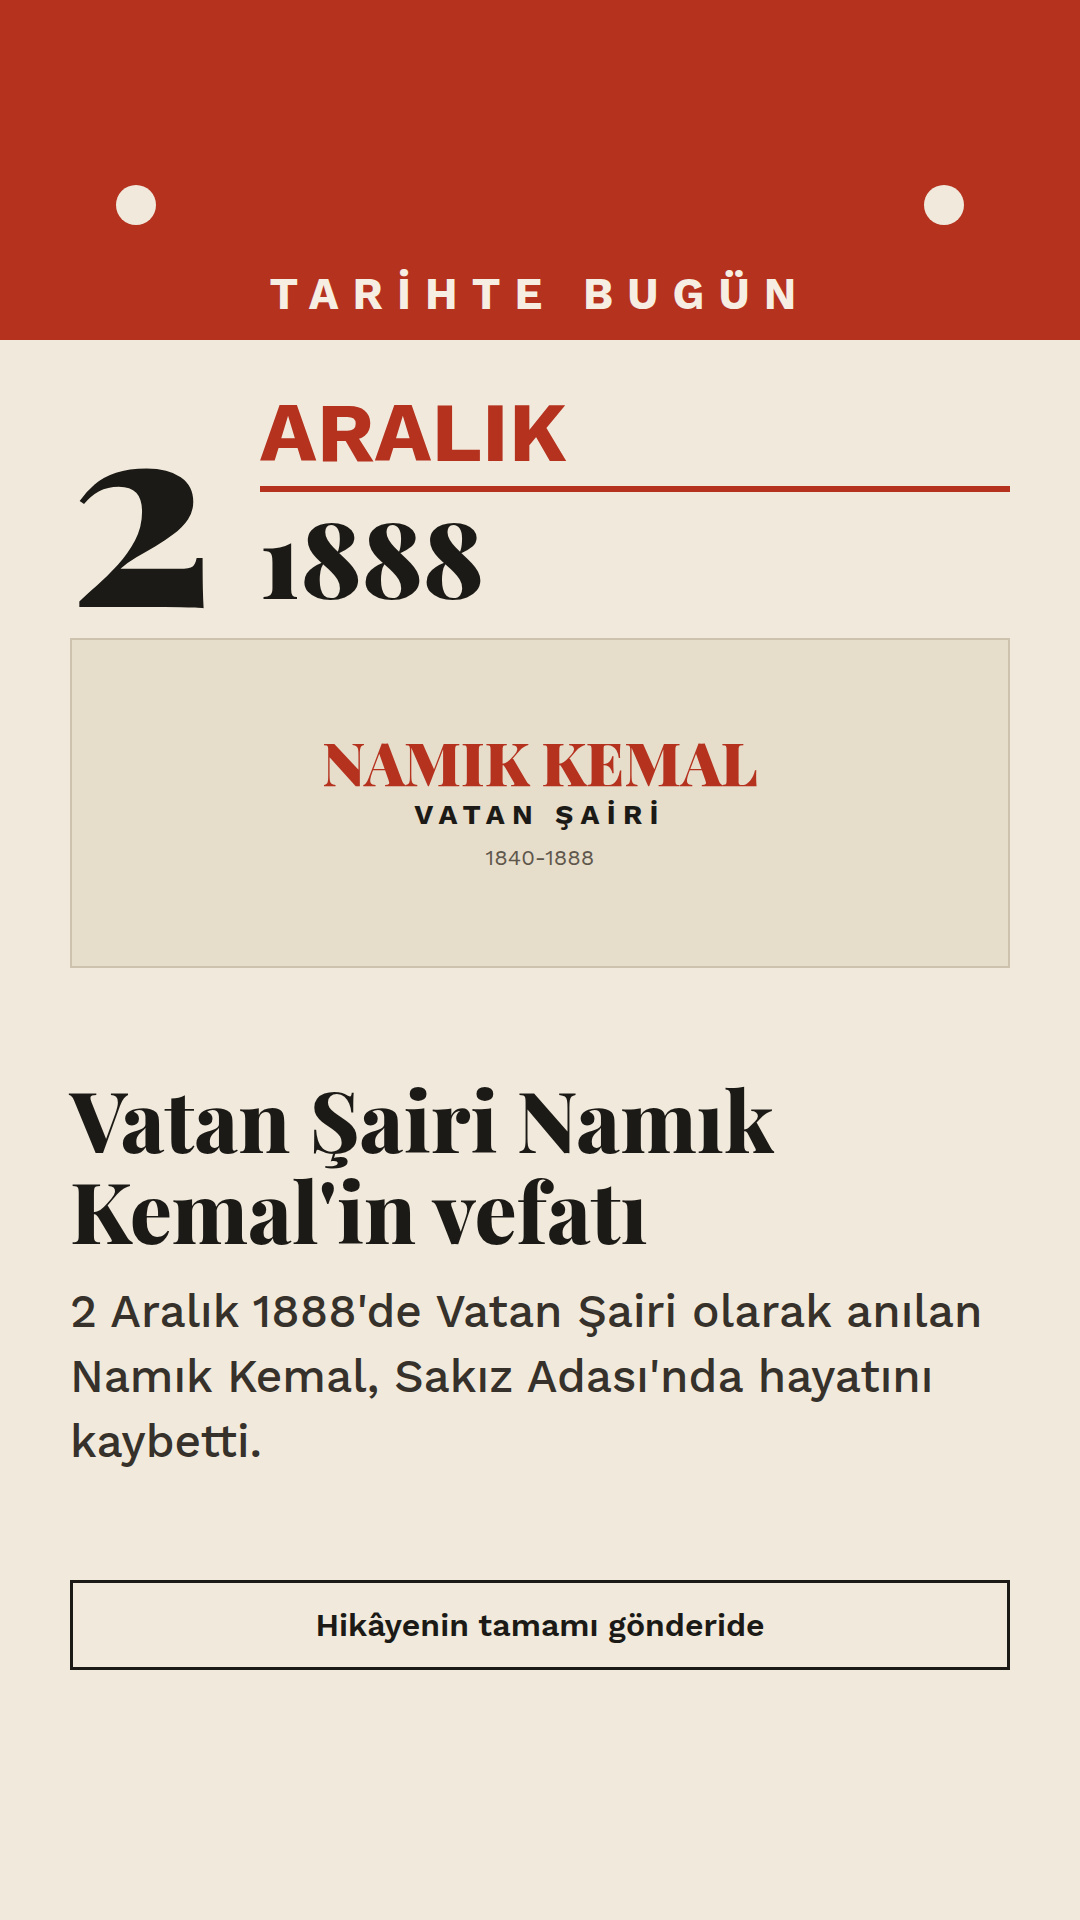 TARİHTE BUGÜN
2
ARALIK
1888
NAMIK KEMAL
VATAN ŞAİRİ
1840-1888
Vatan Şairi Namık
Kemal'in vefatı
2 Aralık 1888'de Vatan Şairi olarak anılan
Namık Kemal, Sakız Adası'nda hayatını
kaybetti.
Hikâyenin tamamı gönderide